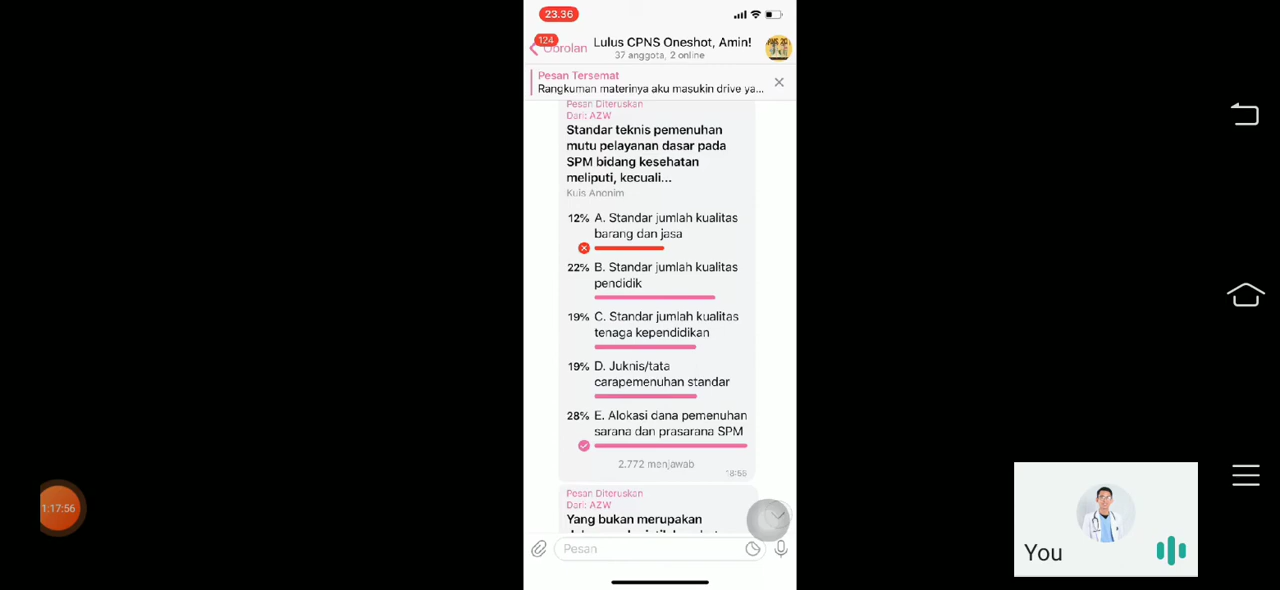 23.36
124
Obrolan
Lulus CPNS Oneshot, Amin!
37 anggota, 2 online
Pesan Tersemat
Rangkuman materinya aku masukin drive ya...
Pesan Diteruskan
Dari: AZW
Standar teknis pemenuhan
mutu pelayanan dasar pada
SPM bidang kesehatan
meliputi, kecuali...
Kuis Anonim
12% A. Standar jumlah kualitas
barang dan jasa
22% B. Standar jumlah kualitas
pendidik
19% C. Standar jumlah kualitas
tenaga kependidikan
19% D. Juknis/tata
carapemenuhan standar
28% E. Alokasi dana pemenuhan
sarana dan prasarana SPM
2.772 menjawab
Pesan Diteruskan
Dari: AZW
Yang bukan merupakan
Pesan
1:17:56
You